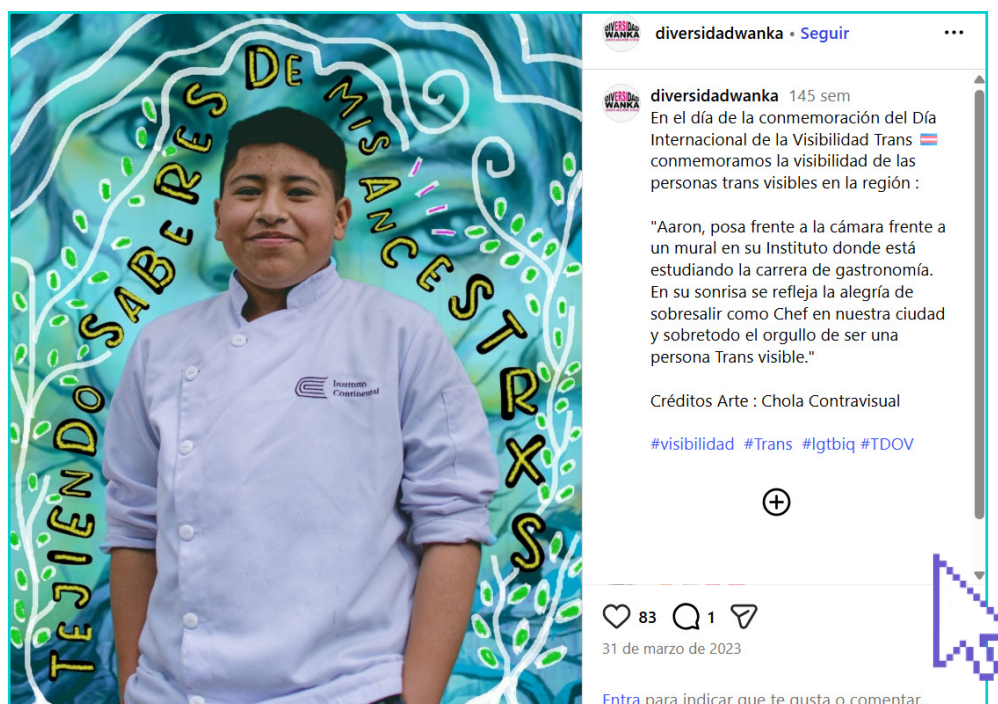 TEJIENDO SABERES DE MIS ANCESTRXS
Instituto
Continental
DIVERSIDAD
WANKA
diversidadwanka • Seguir
DIVERSIDAD
WANKA
diversidadwanka 145 sem
En el día de la conmemoración del Día
Internacional de la Visibilidad Trans
conmemoramos la visibilidad de las
personas trans visibles en la región :
"Aaron, posa frente a la cámara frente a
un mural en su Instituto donde está
estudiando la carrera de gastronomía.
En su sonrisa se refleja la alegría de
sobresalir como Chef en nuestra ciudad
y sobretodo el orgullo de ser una
persona Trans visible."
Créditos Arte : Chola Contravisual
#visibilidad #Trans #lgtbiq #TDOV
83 1
31 de marzo de 2023
Entra para indicar que te gusta o comentar.